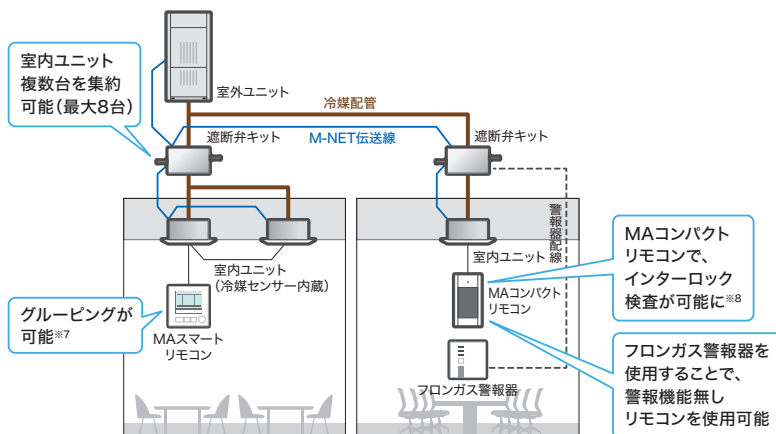 室内ユニット
複数台を集約
可能(最大8台)
室外ユニット
冷媒配管
遮断弁キット
M-NET伝送線
遮断弁キット
警報器配線
室内ユニット
(冷媒センサー内蔵)
室内ユニット
MAコンパクト
リモコンで、
インターロック
検査が可能に※8
グルーピングが
可能※7
MAスマート
リモコン
MAコンパクト
リモコン
フロンガス警報器
フロンガス警報器を
使用することで、
警報機能無し
リモコンを使用可能